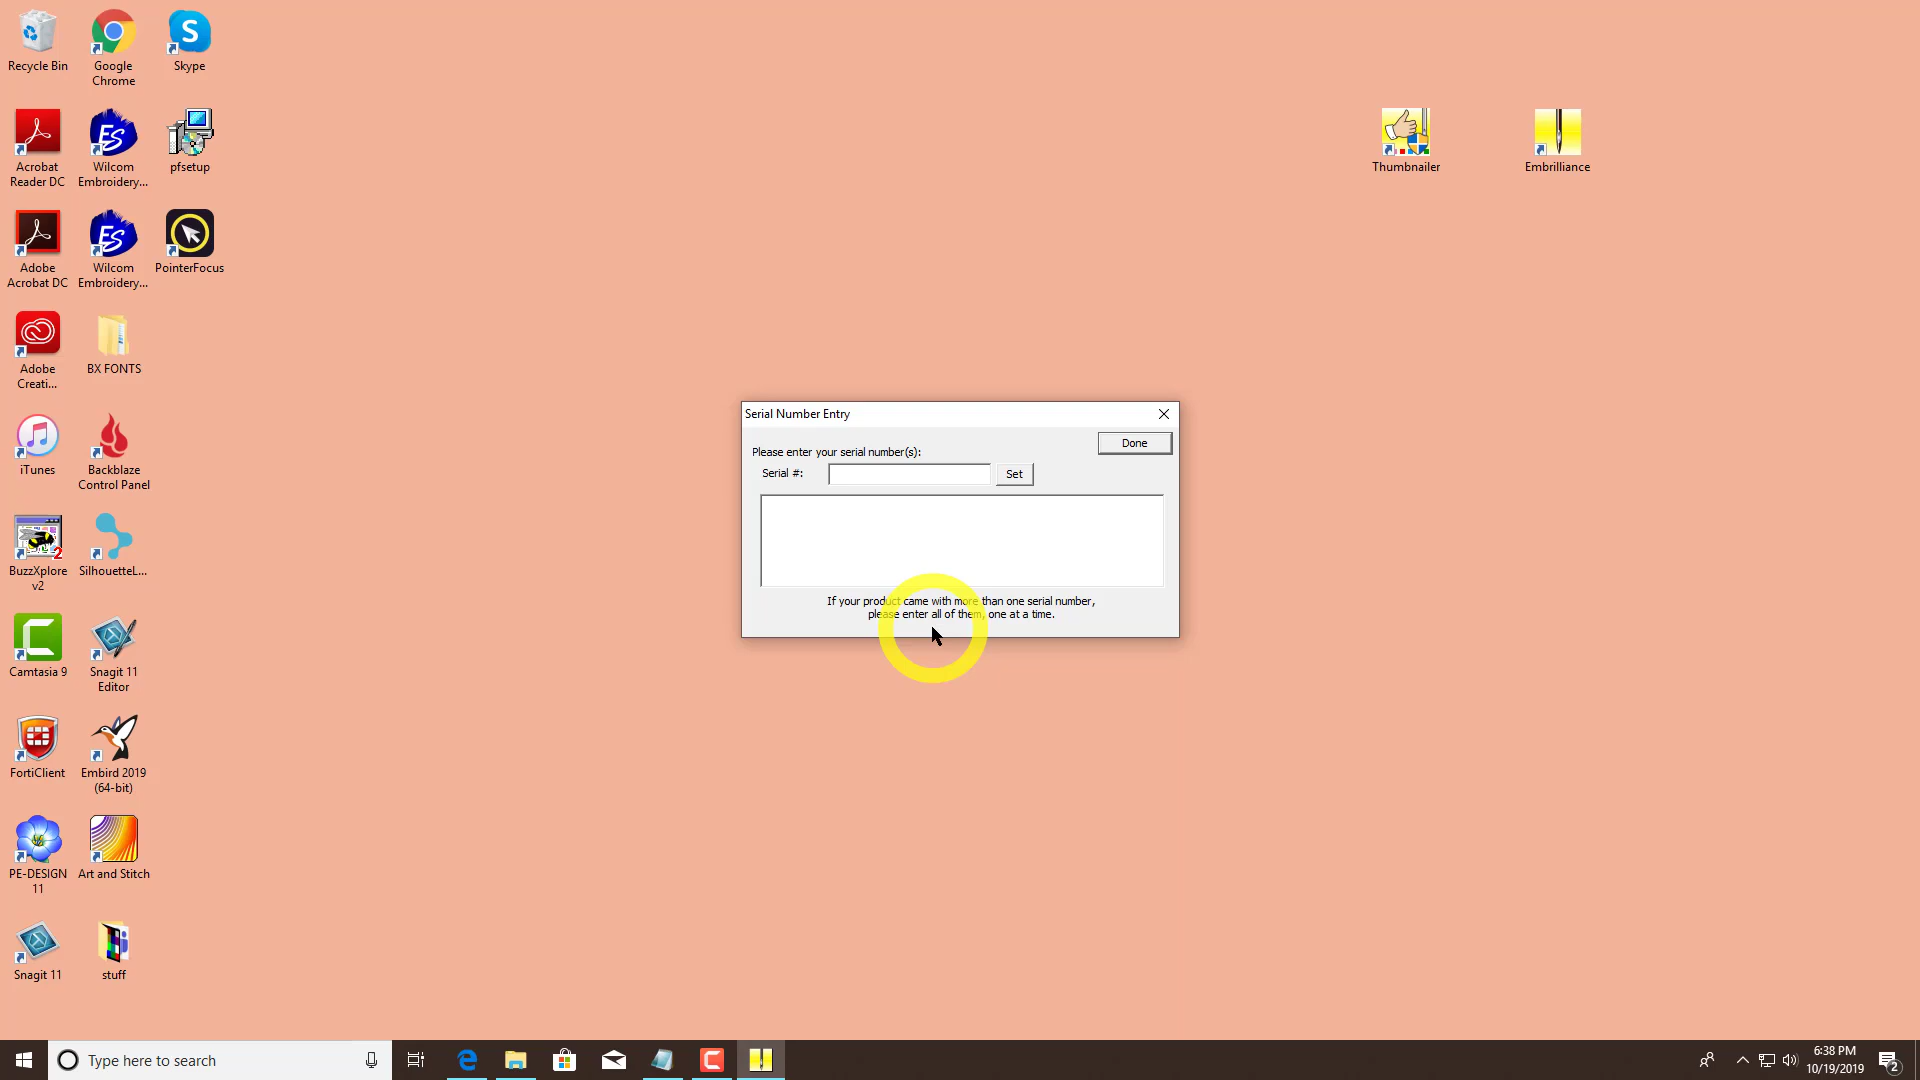 Recycle Bin
Google
Chrome
Skype
Acrobat
Reader DC
Wilcom
Embroidery...
pfsetup
Adobe
Acrobat DC
Wilcom
Embroidery...
PointerFocus
Adobe
Creati...
BX FONTS
iTunes
Backblaze
Control Panel
BuzzXplore
v2
SilhouetteL...
Camtasia 9
Snagit 11
Editor
FortiClient
Embird 2019
(64-bit)
PE-DESIGN
11
Art and Stitch
Snagit 11
stuff
Thumbnailer
Embrilliance
Serial Number Entry
Done
Please enter your serial number(s):
Serial #:
Set
If your product came with more than one serial number,
please enter all of them, one at a time.
Type here to search
6:38 PM
10/19/2019
2